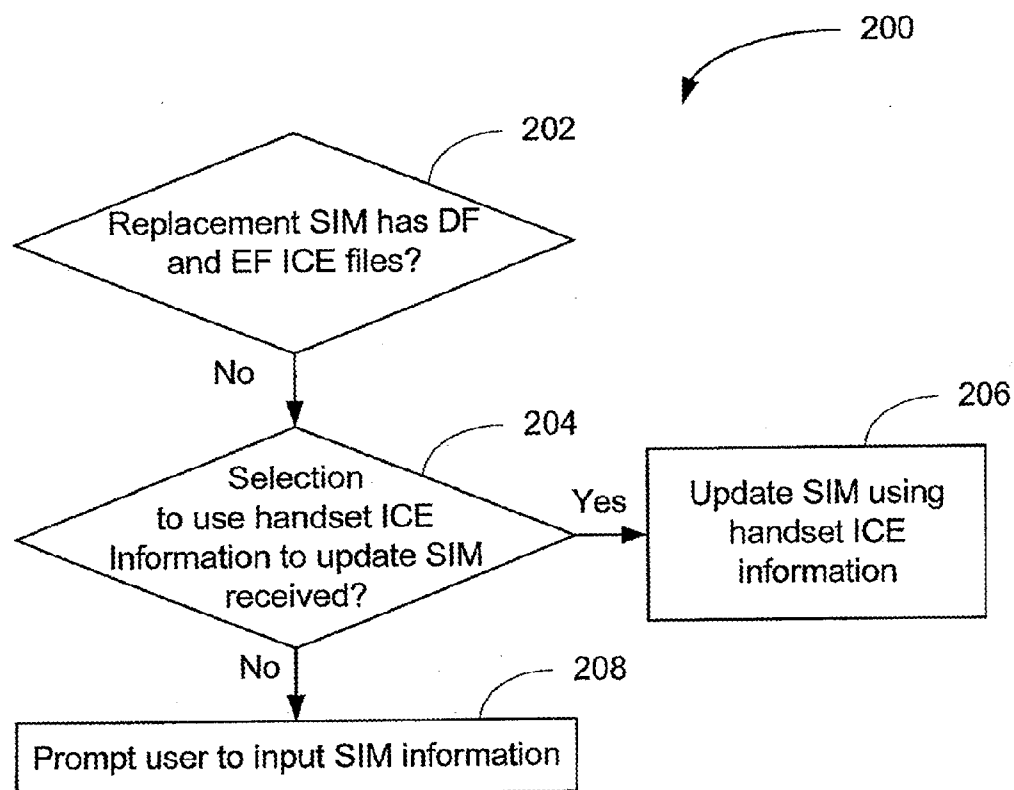 200
202
Replacement SIM has DF
and EF ICE files?
No
204
Selection
to use handset ICE
Information to update SIM
received?
Yes
206
Update SIM using
handset ICE
information
No
208
Prompt user to input SIM information